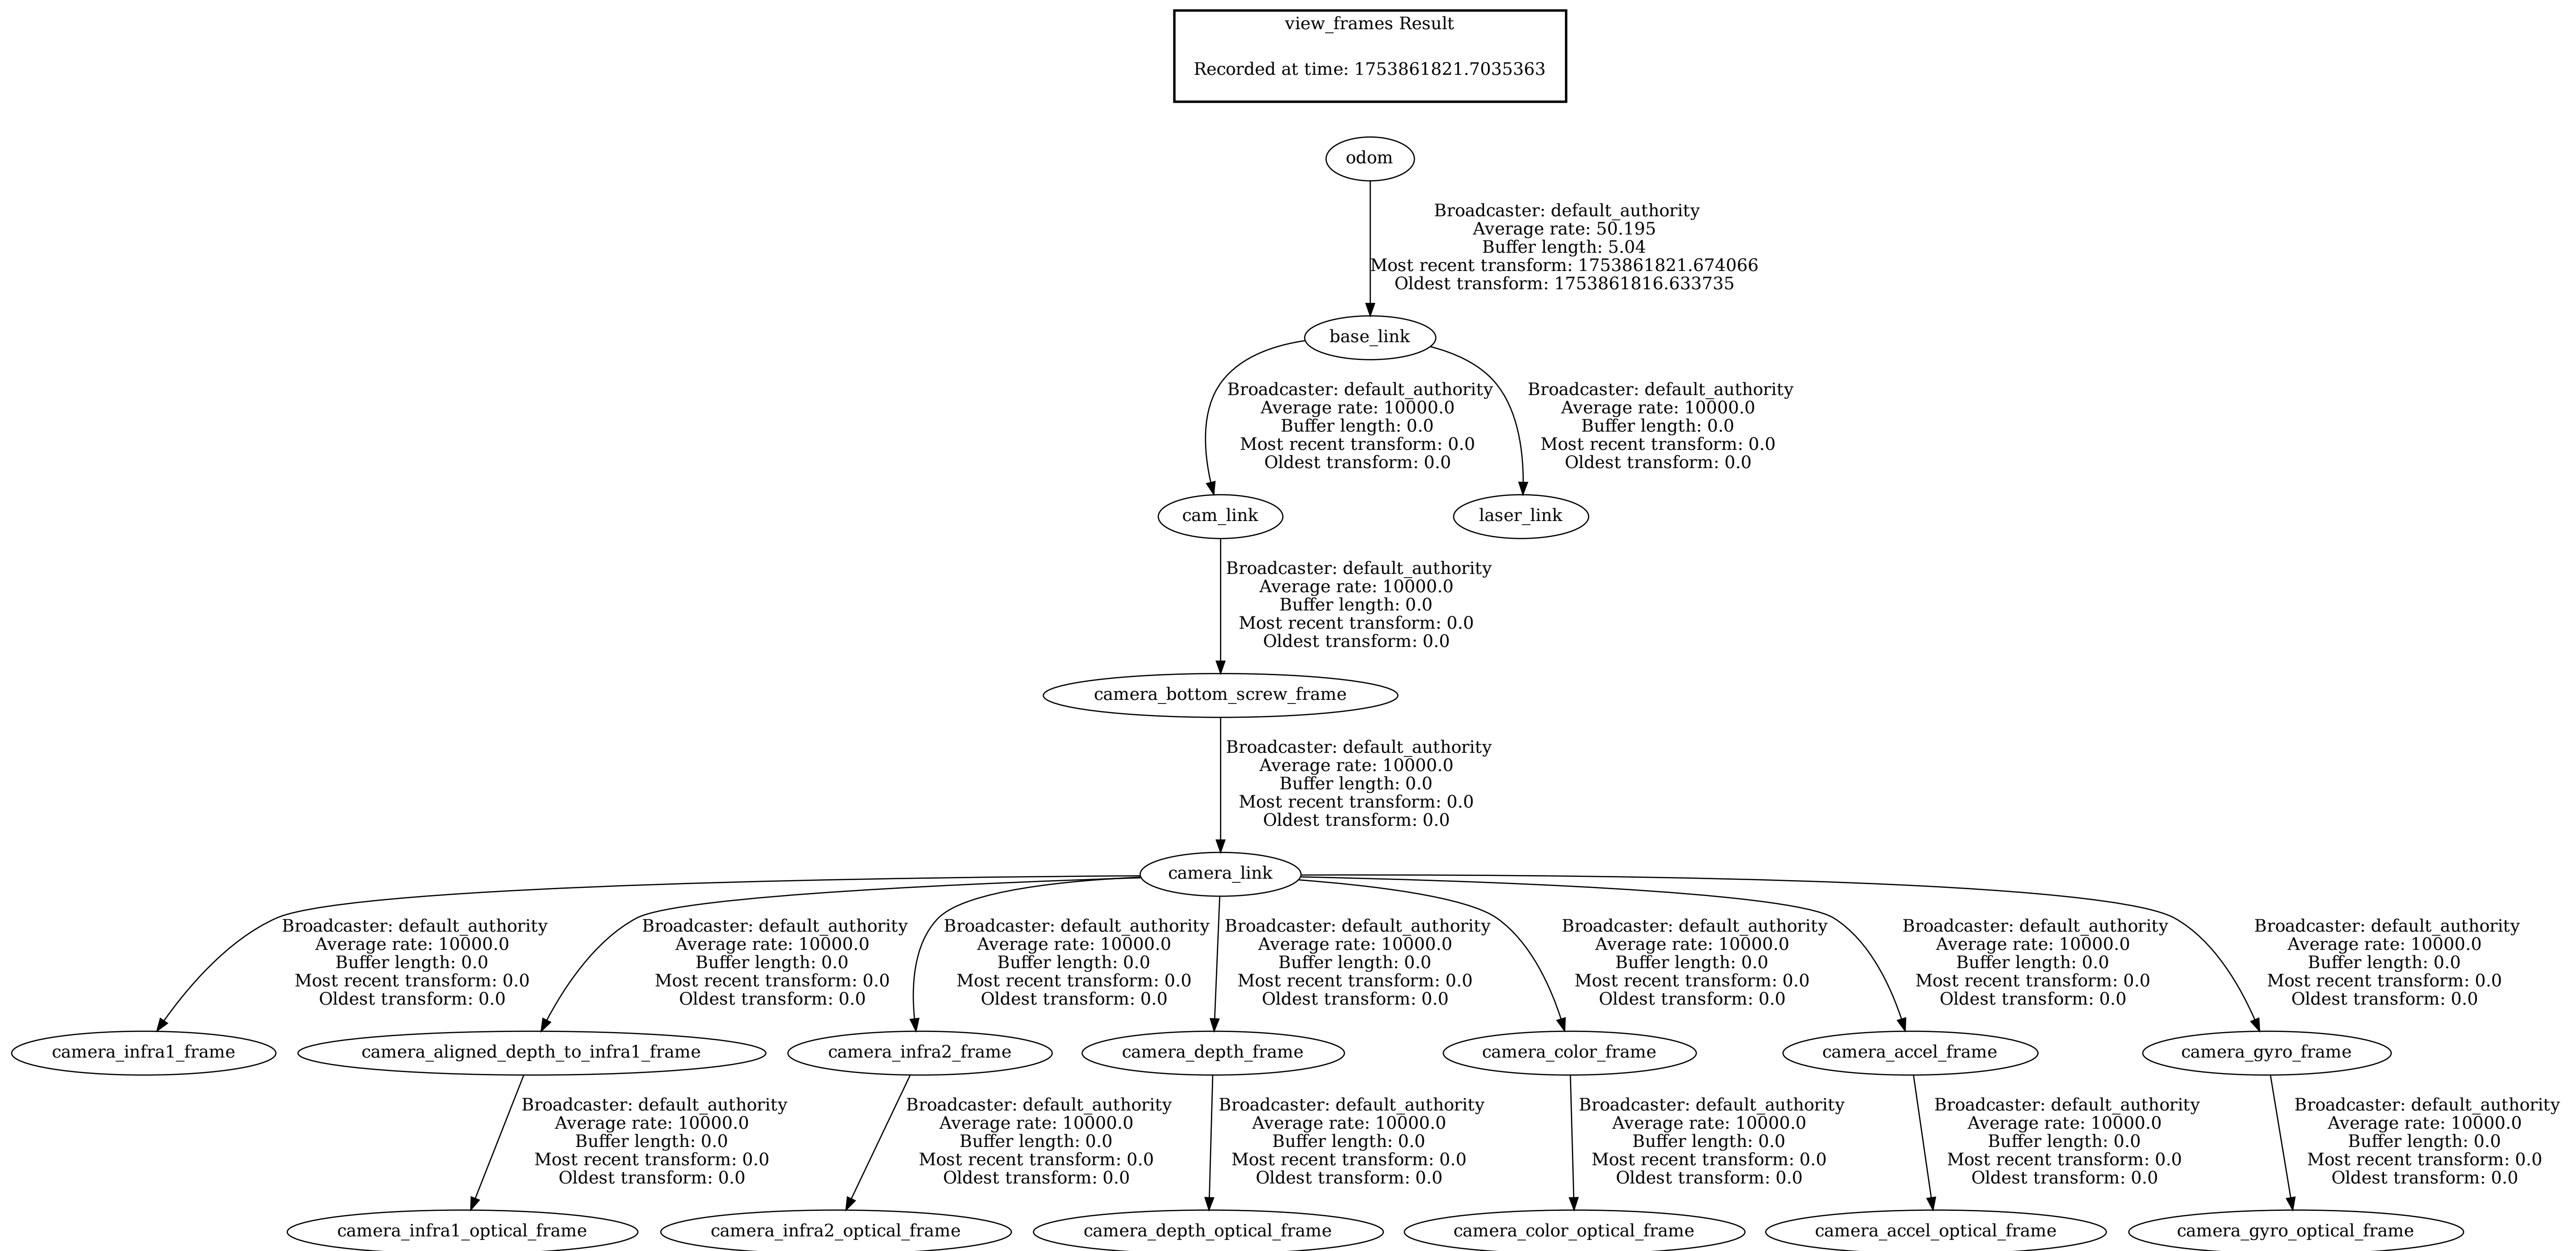 view_frames Result
Recorded at time: 1753861821.7035363
odom
Broadcaster: default_authority
Average rate: 50.195
Buffer length: 5.04
Most recent transform: 1753861821.674066
Oldest transform: 1753861816.633735
base_link
Broadcaster: default_authority
Average rate: 10000.0
Buffer length: 0.0
Most recent transform: 0.0
Oldest transform: 0.0
Broadcaster: default_authority
Average rate: 10000.0
Buffer length: 0.0
Most recent transform: 0.0
Oldest transform: 0.0
cam_link
laser_link
Broadcaster: default_authority
Average rate: 10000.0
Buffer length: 0.0
Most recent transform: 0.0
Oldest transform: 0.0
camera_bottom_screw_frame
Broadcaster: default_authority
Average rate: 10000.0
Buffer length: 0.0
Most recent transform: 0.0
Oldest transform: 0.0
camera_link
Broadcaster: default_authority
Average rate: 10000.0
Buffer length: 0.0
Most recent transform: 0.0
Oldest transform: 0.0
Broadcaster: default_authority
Average rate: 10000.0
Buffer length: 0.0
Most recent transform: 0.0
Oldest transform: 0.0
Broadcaster: default_authority
Average rate: 10000.0
Buffer length: 0.0
Most recent transform: 0.0
Oldest transform: 0.0
Broadcaster: default_authority
Average rate: 10000.0
Buffer length: 0.0
Most recent transform: 0.0
Oldest transform: 0.0
Broadcaster: default_authority
Average rate: 10000.0
Buffer length: 0.0
Most recent transform: 0.0
Oldest transform: 0.0
Broadcaster: default_authority
Average rate: 10000.0
Buffer length: 0.0
Most recent transform: 0.0
Oldest transform: 0.0
Broadcaster: default_authority
Average rate: 10000.0
Buffer length: 0.0
Most recent transform: 0.0
Oldest transform: 0.0
camera_infra1_frame
camera_aligned_depth_to_infra1_frame
camera_infra2_frame
camera_depth_frame
camera_color_frame
camera_accel_frame
camera_gyro_frame
Broadcaster: default_authority
Average rate: 10000.0
Buffer length: 0.0
Most recent transform: 0.0
Oldest transform: 0.0
Broadcaster: default_authority
Average rate: 10000.0
Buffer length: 0.0
Most recent transform: 0.0
Oldest transform: 0.0
Broadcaster: default_authority
Average rate: 10000.0
Buffer length: 0.0
Most recent transform: 0.0
Oldest transform: 0.0
Broadcaster: default_authority
Average rate: 10000.0
Buffer length: 0.0
Most recent transform: 0.0
Oldest transform: 0.0
Broadcaster: default_authority
Average rate: 10000.0
Buffer length: 0.0
Most recent transform: 0.0
Oldest transform: 0.0
Broadcaster: default_authority
Average rate: 10000.0
Buffer length: 0.0
Most recent transform: 0.0
Oldest transform: 0.0
camera_infra1_optical_frame
camera_infra2_optical_frame
camera_depth_optical_frame
camera_color_optical_frame
camera_accel_optical_frame
camera_gyro_optical_frame